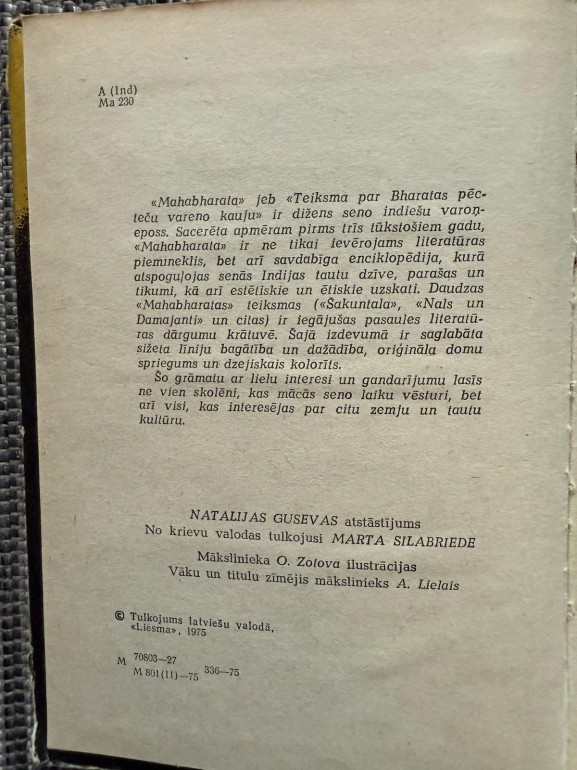 A (Ind)
Ma 230
«Mahabharata» jeb «Teiksma par Bharatas pēc-
teču vareno kauju» ir dižens seno indiešu varoņ-
eposs. Sacerēta apmēram pirms trīs tūkstošiem gadu,
«Mahabharata» ir ne tikai ievērojams literatūras
piemineklis, bet arī savdabīga enciklopēdija, kurā
atspoguļojas senās Indijas tautu dzīve, parašas un
tikumi, kā arī estētiskie un ētiskie uzskati. Daudzas
«Mahabharatas» teiksmas («Šakuntala», «Nals un
Damajanti» un citas) ir iegājušas pasaules literatū-
ras dārgumu krātuvē. Šajā izdevumā ir saglabāta
sižeta līniju bagātība un dažādība, oriģināla domu
spriegums un dzejiskais kolorīts.
Šo grāmatu ar lielu interesi un gandarījumu lasīs
ne vien skolēni, kas mācās seno laiku vēsturi, bet
arī visi, kas interesējas par citu zemju un tautu
kultūru.
NATALIJAS GUSEVAS atstāstījums
No krievu valodas tulkojusi MARTA SILABRIEDE
Mākslinieka O. Zotova ilustrācijas
Vāku un titulu zīmējis mākslinieks A. Lielais
© Tulkojums latviešu valodā,
«Liesma», 1975
M 70803—27
M 801(11)—75 336—75